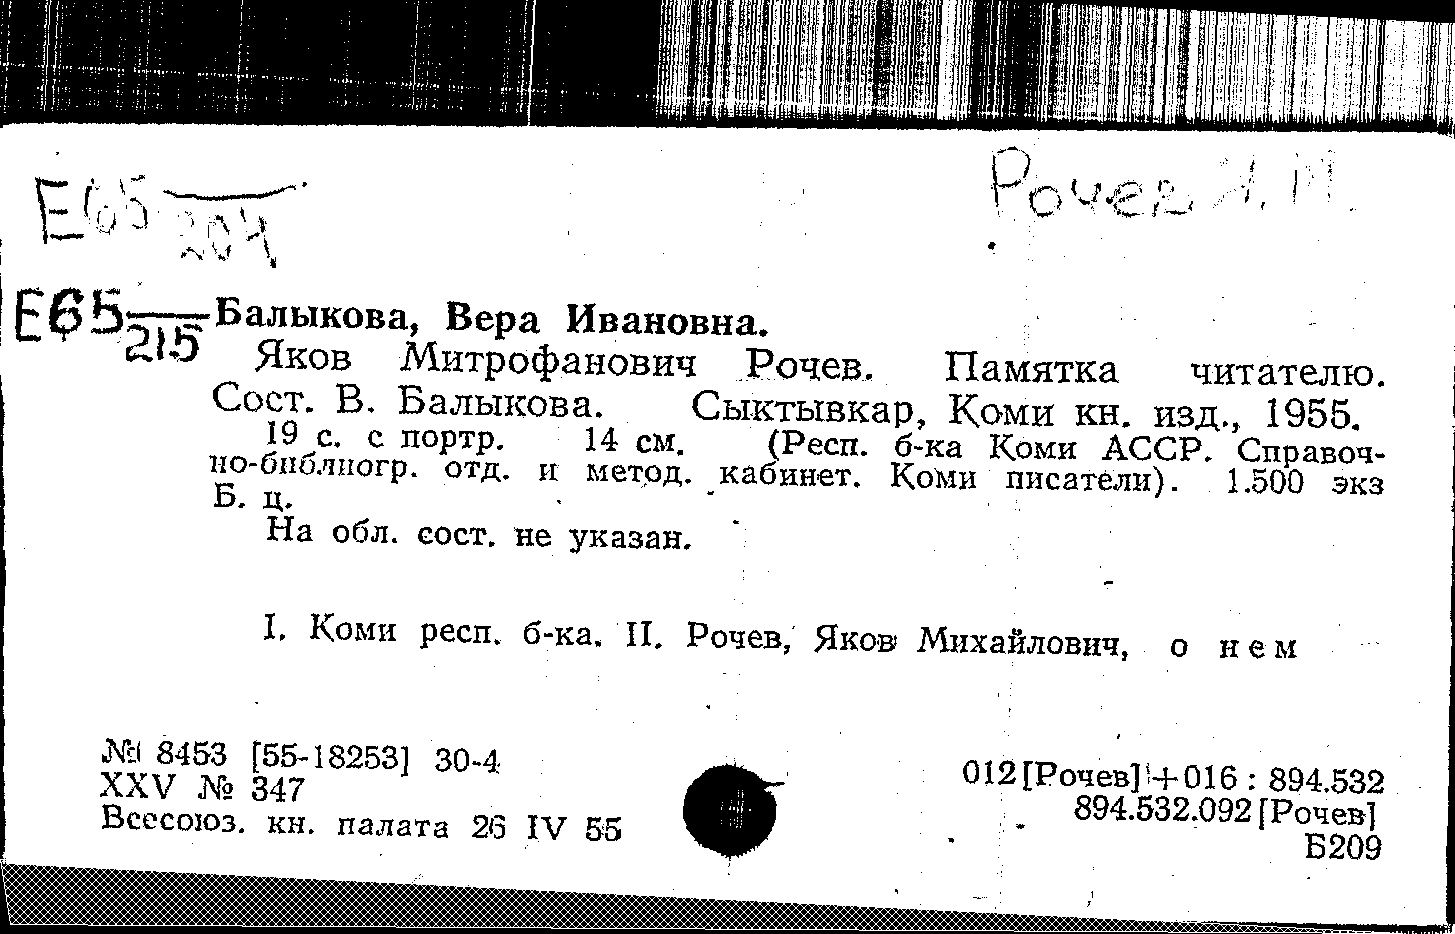 Рочев Я. М.
Е65
204
Е65 Балыкова, Вера Ивановна.
215
Яков Митрофанович Рочев. Памятка читателю.
Сост. В. Балыкова. Сыктывкар, Коми кн. изд., 1955.
19 с. с портр. 14 см. (Респ. б-ка Коми АССР. Справоч-
но-библиогр. отд. и метод. кабинет. Коми писатели). 1.500 экз
Б. ц.
На обл. сост. не указан.
I. Коми респ. б-ка. II. Рочев, Яков Михайлович, о нем
№ 8453 [55-18253] 30-4
XXV № 347
Всесоюз. кн. палата 26 IV 55
012[Рочев]+016 : 894.532
894.532.092[Рочев]
Б209